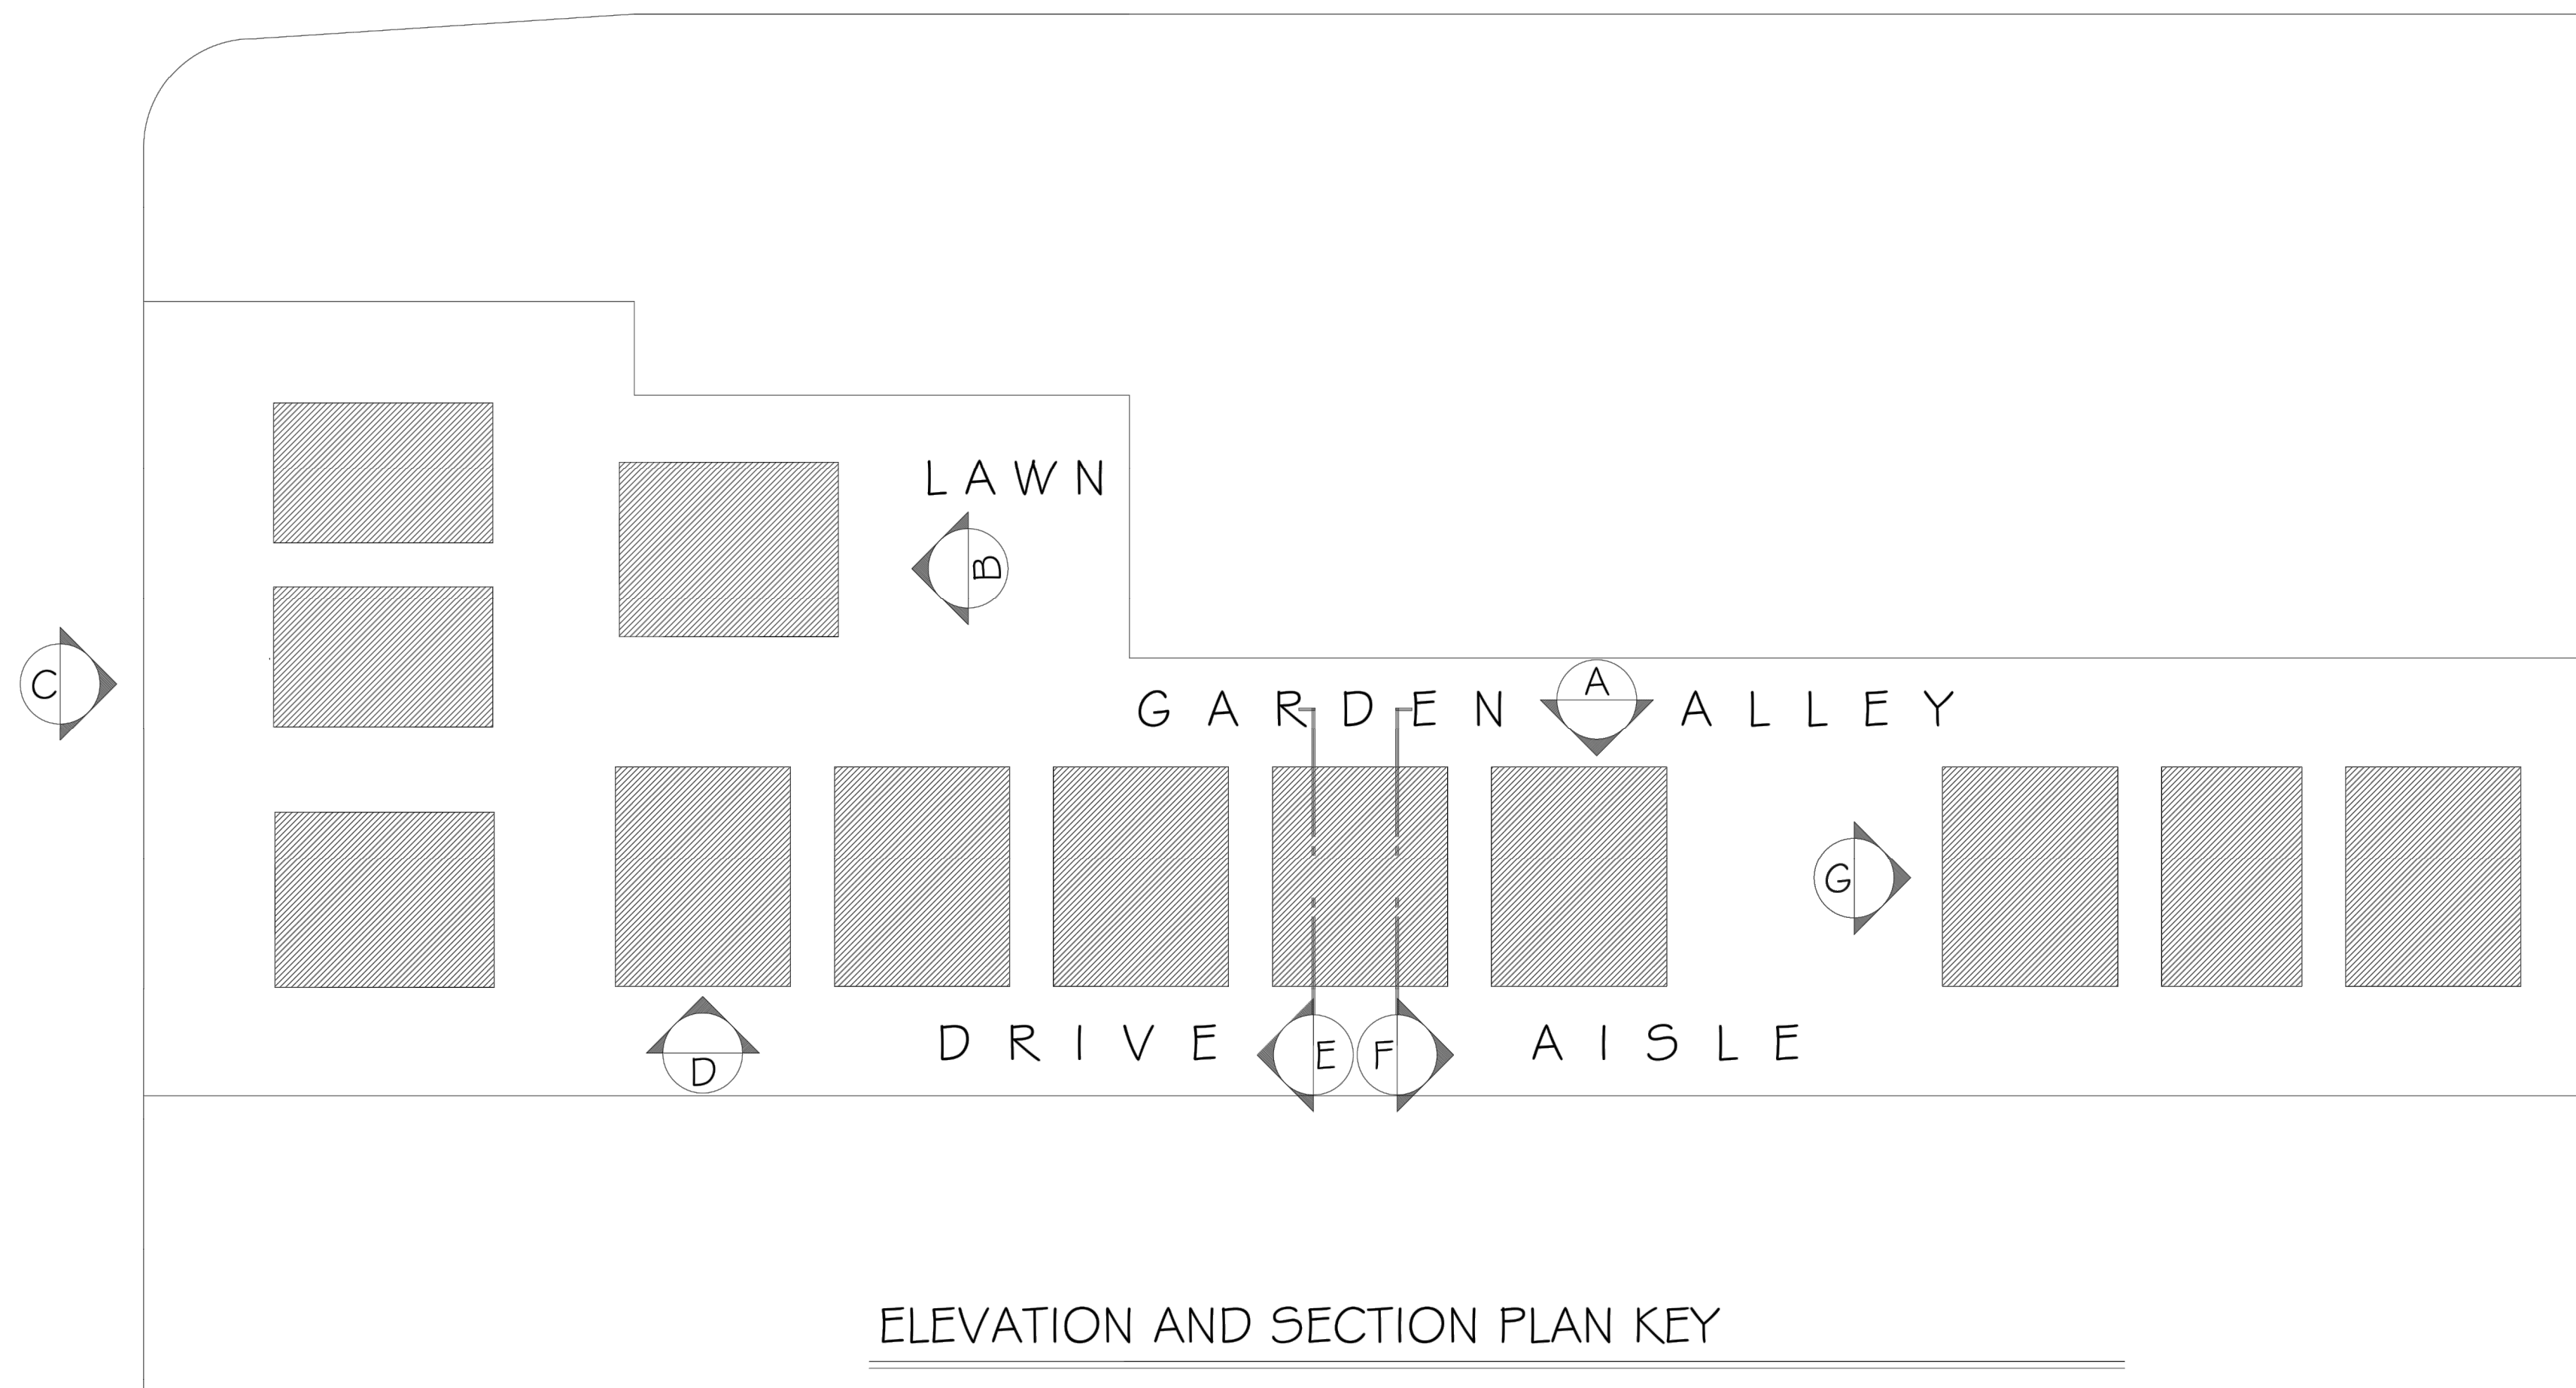 LAWN
B
C
A
GARDEN ALLEY
G
DRIVE AISLE
E
F
D
ELEVATION AND SECTION PLAN KEY